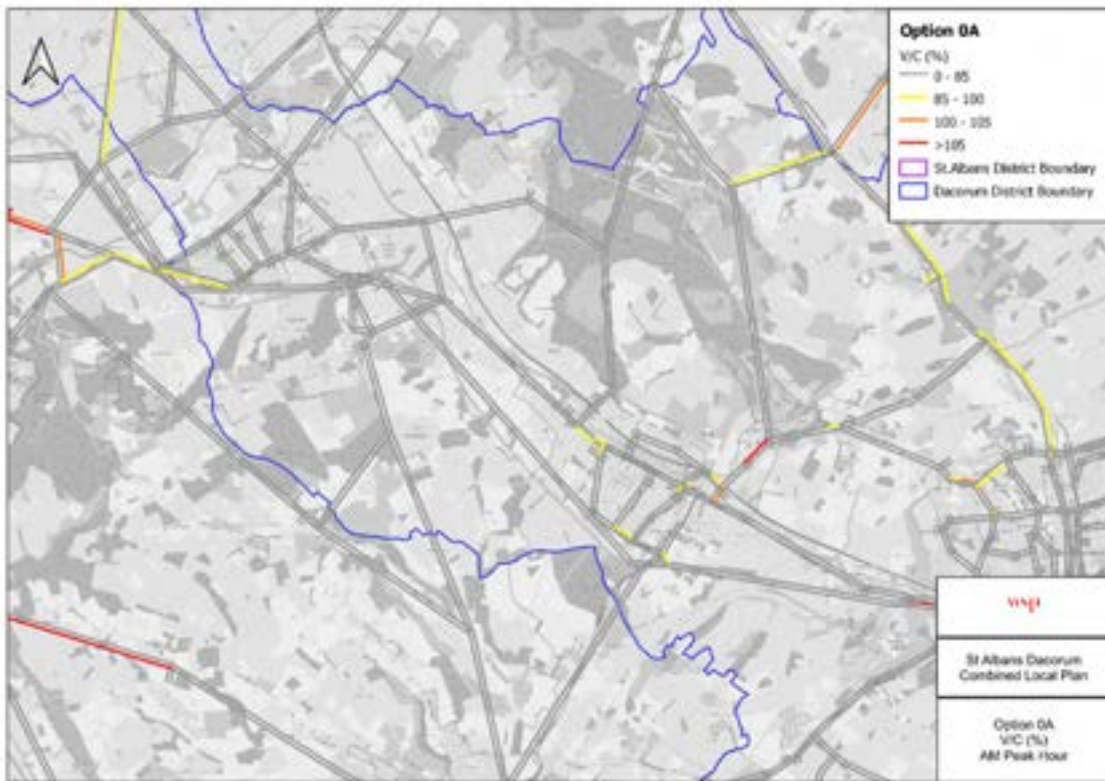 Option 0A
V/C (%)
0 - 85
85 - 100
100 - 105
>105
St.Albans District Boundary
Dacorum District Boundary
wsp
St Albans Dacorum
Combined Local Plan
Option 0A
V/C (%)
AM Peak Hour